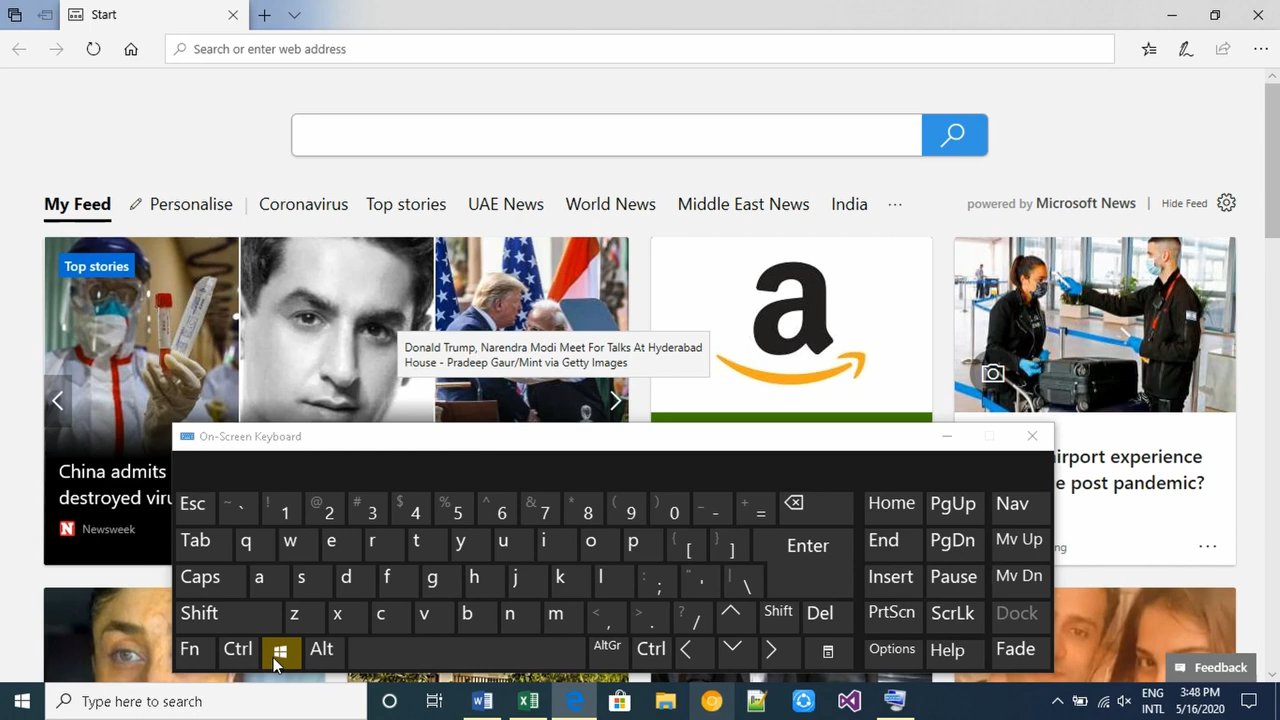 Start
Search or enter web address
My Feed
Personalise
Coronavirus
Top stories
UAE News
World News
Middle East News
India
...
powered by Microsoft News
Hide Feed
Top stories
a
Donald Trump, Narendra Modi Meet For Talks At Hyderabad
House - Pradeep Gaur/Mint via Getty Images
China admits
destroyed viru
N Newsweek
irport experience
e post pandemic?
ng
On-Screen Keyboard
Esc ~ ` ! 1 @ 2 # 3 $ 4 % 5 ^ 6 & 7 * 8 ( 9 ) 0 _ - + = Home PgUp Nav
Tab q w e r t y u i o p { [ } ] Enter End PgDn Mv Up
Caps a s d f g h j k l : ; " ' | \ Insert Pause Mv Dn
Shift z x c v b n m < , > . ? / Shift Del PrtScn ScrLk Dock
Fn Ctrl Alt AltGr Ctrl Options Help Fade
Feedback
Type here to search
ENG
INTL
3:48 PM
5/16/2020